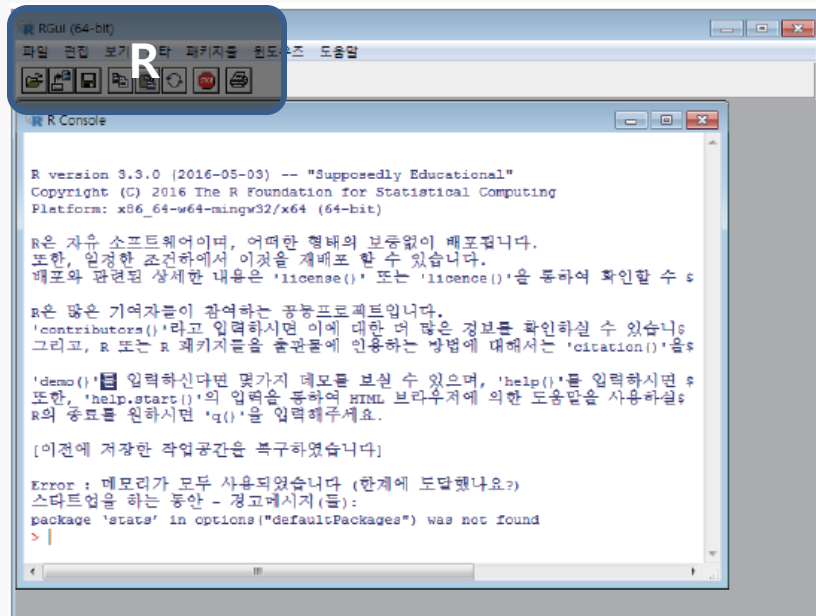 RGui (64-bit)
파일 편집 보기 기타 패키지들 윈도우즈 도움말
R
R Console
R version 3.3.0 (2016-05-03) -- "Supposedly Educational"
Copyright (C) 2016 The R Foundation for Statistical Computing
Platform: x86_64-w64-mingw32/x64 (64-bit)
R은 자유 소프트웨어이며, 어떠한 형태의 보증없이 배포됩니다.
또한, 일정한 조건하에서 이것을 재배포 할 수 있습니다.
배포와 관련된 상세한 내용은 'license()' 또는 'licence()'을 통하여 확인할 수 $
R은 많은 기여자들이 참여하는 공동프로젝트입니다.
'contributors()'라고 입력하시면 이에 대한 더 많은 정보를 확인하실 수 있습니$
그리고, R 또는 R 패키지들을 출판물에 인용하는 방법에 대해서는 'citation()'을$
'demo()'를 입력하신다면 몇가지 데모를 보실 수 있으며, 'help()'를 입력하시면 $
또한, 'help.start()'의 입력을 통하여 HTML 브라우저에 의한 도움말을 사용하실$
R의 종료를 원하시면 'q()'을 입력해주세요.
[이전에 저장한 작업공간을 복구하였습니다]
Error : 메모리가 모두 사용되었습니다 (한계에 도달했나요?)
스타트업을 하는 동안 - 경고메시지(들):
package 'stats' in options("defaultPackages") was not found
>